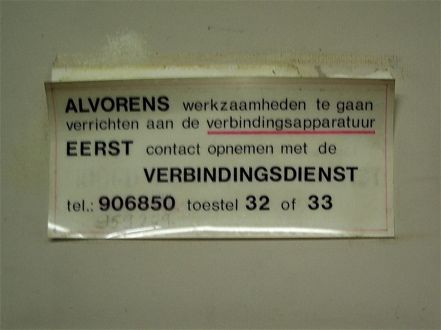 ALVORENS werkzaamheden te gaan
verrichten aan de verbindingsapparatuur
EERST contact opnemen met de
VERBINDINGSDIENST
tel.: 906850 toestel 32 of 33